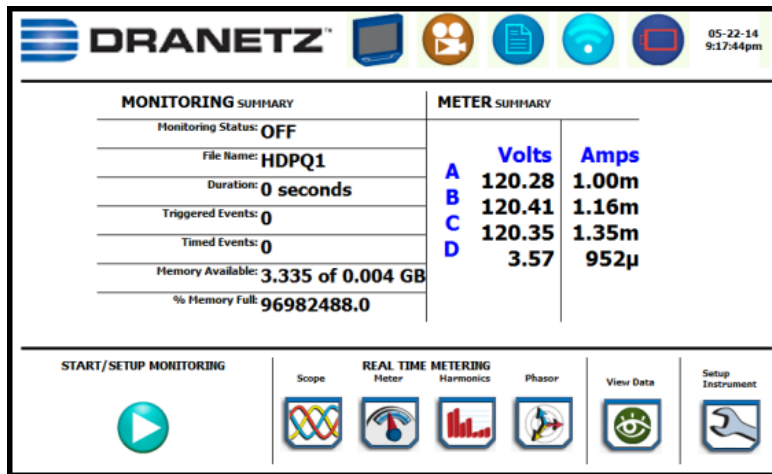 DRANETZ™
05-22-14
9:17:44pm
MONITORING SUMMARY
Monitoring Status: OFF
File Name: HDPQ1
Duration: 0 seconds
Triggered Events: 0
Timed Events: 0
Memory Available: 3.335 of 0.004 GB
% Memory Full: 96982488.0
METER SUMMARY
Volts Amps
A 120.28 1.00m
B 120.41 1.16m
C 120.35 1.35m
D 3.57 952µ
START/SETUP MONITORING
REAL TIME METERING
Scope Meter Harmonics Phasor
View Data
Setup
Instrument